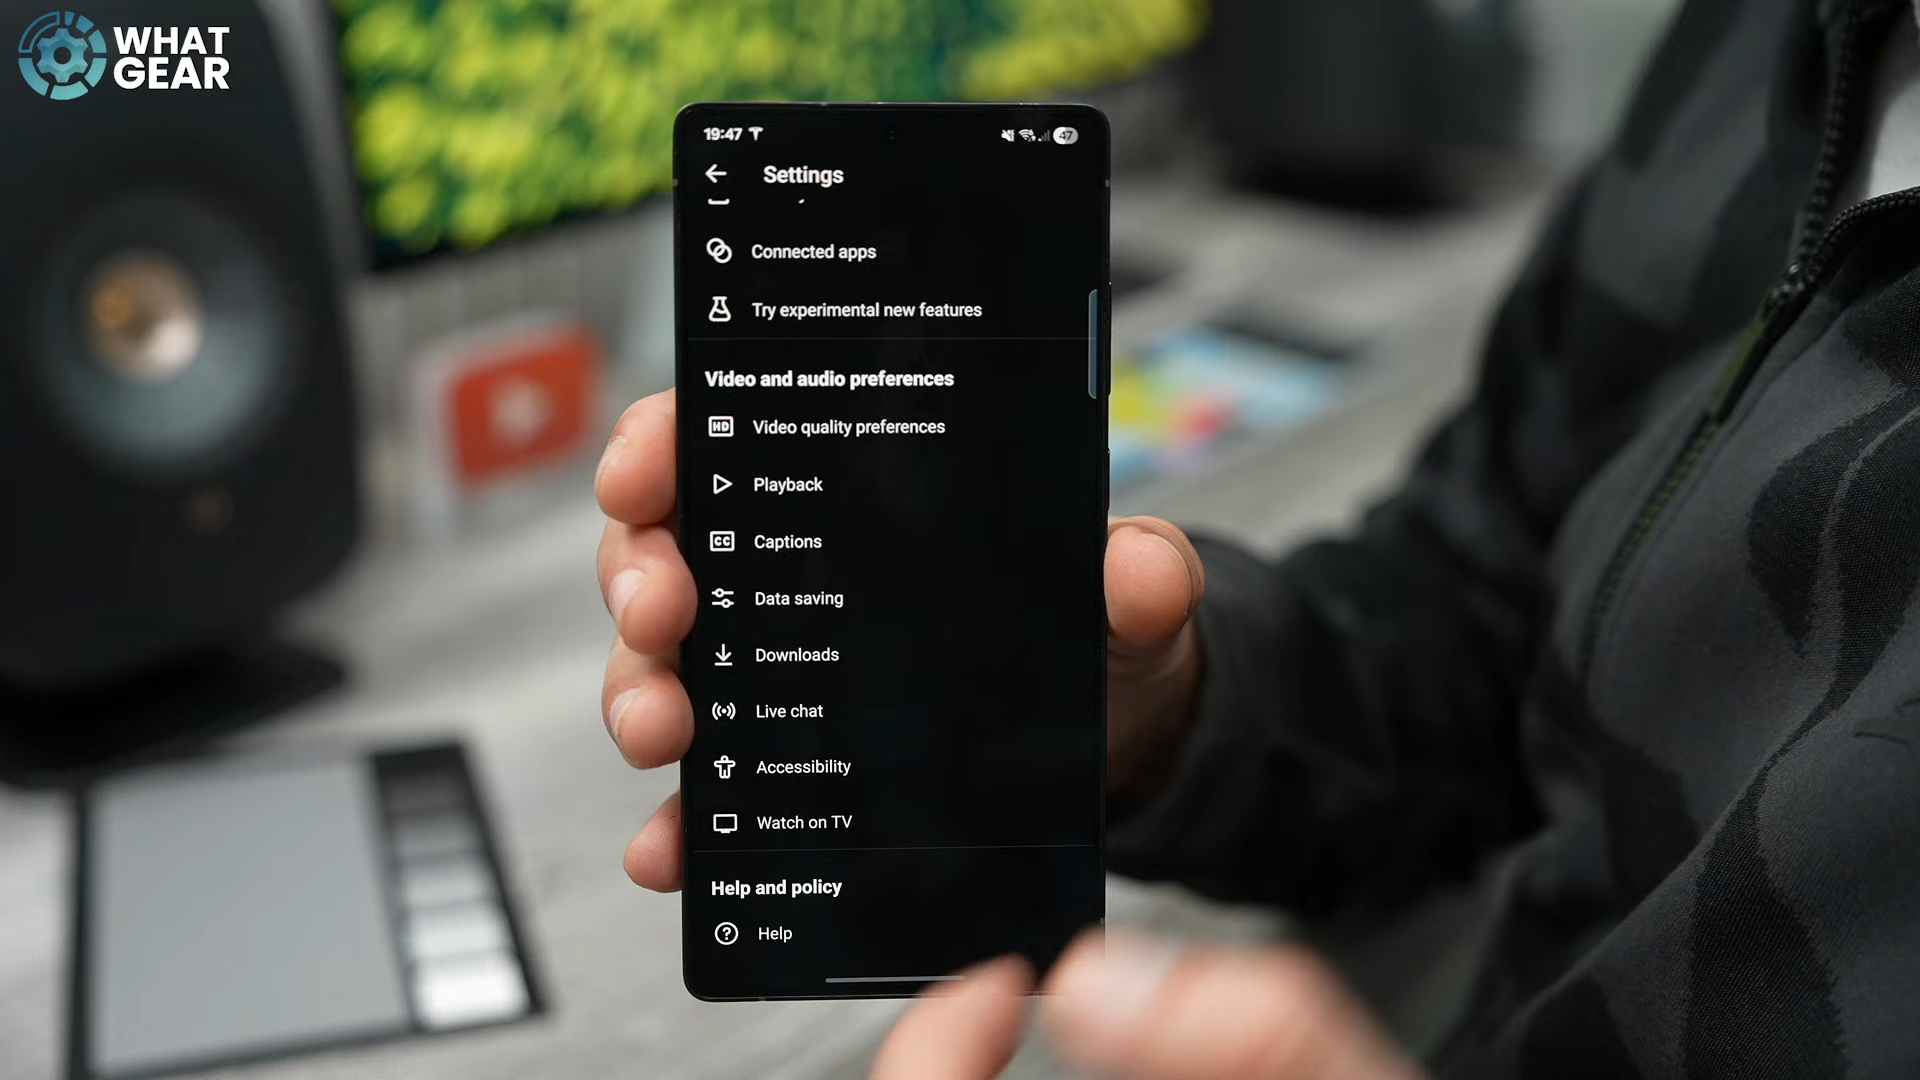 WHAT
GEAR
19:47
47
Settings
Connected apps
Try experimental new features
Video and audio preferences
HD
Video quality preferences
Playback
CC
Captions
Data saving
Downloads
Live chat
Accessibility
Watch on TV
Help and policy
?
Help